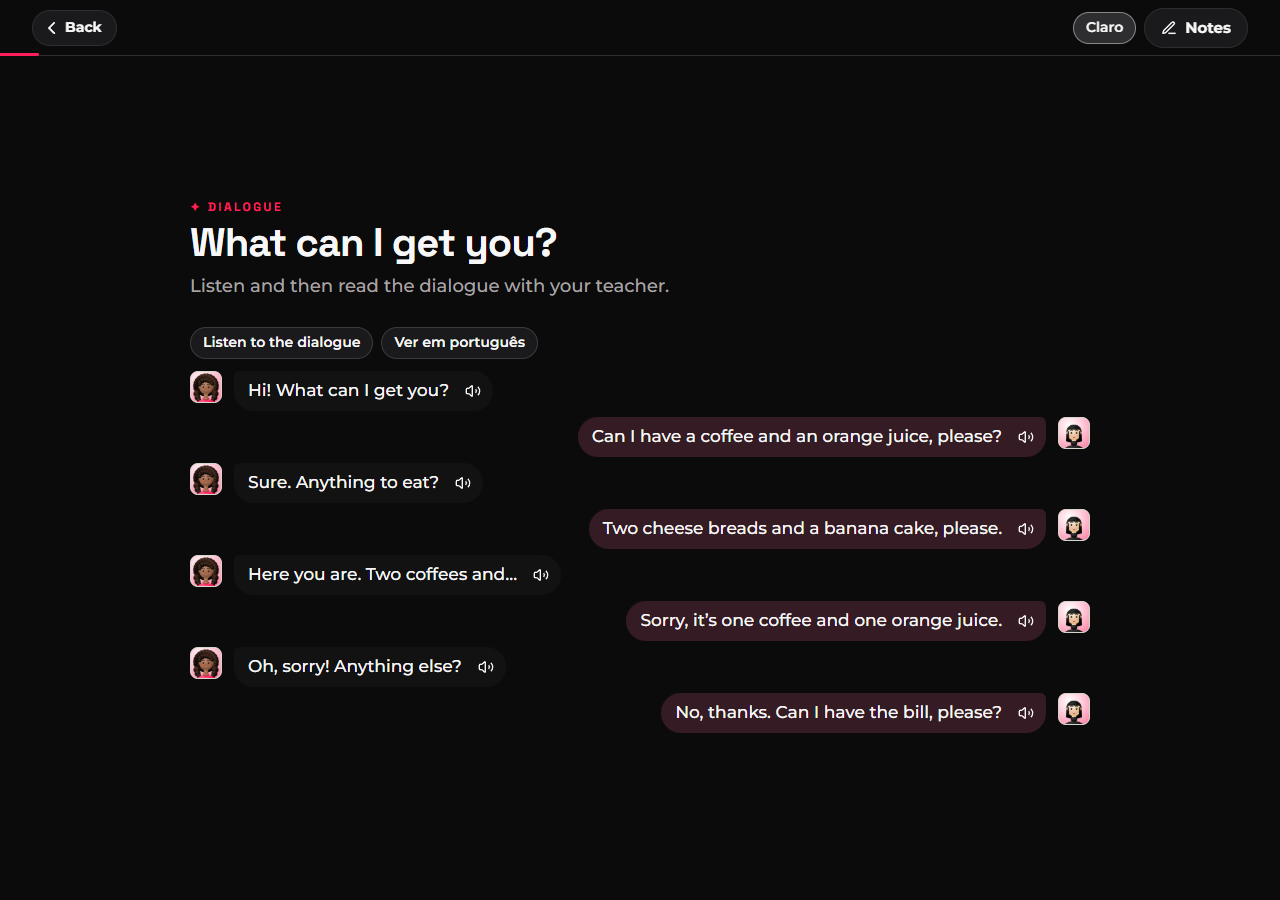 Back
Claro
Notes
DIALOGUE
What can I get you?
Listen and then read the dialogue with your teacher.
Listen to the dialogue
Ver em português
Hi! What can I get you?
Can I have a coffee and an orange juice, please?
Sure. Anything to eat?
Two cheese breads and a banana cake, please.
Here you are. Two coffees and...
Sorry, it’s one coffee and one orange juice.
Oh, sorry! Anything else?
No, thanks. Can I have the bill, please?